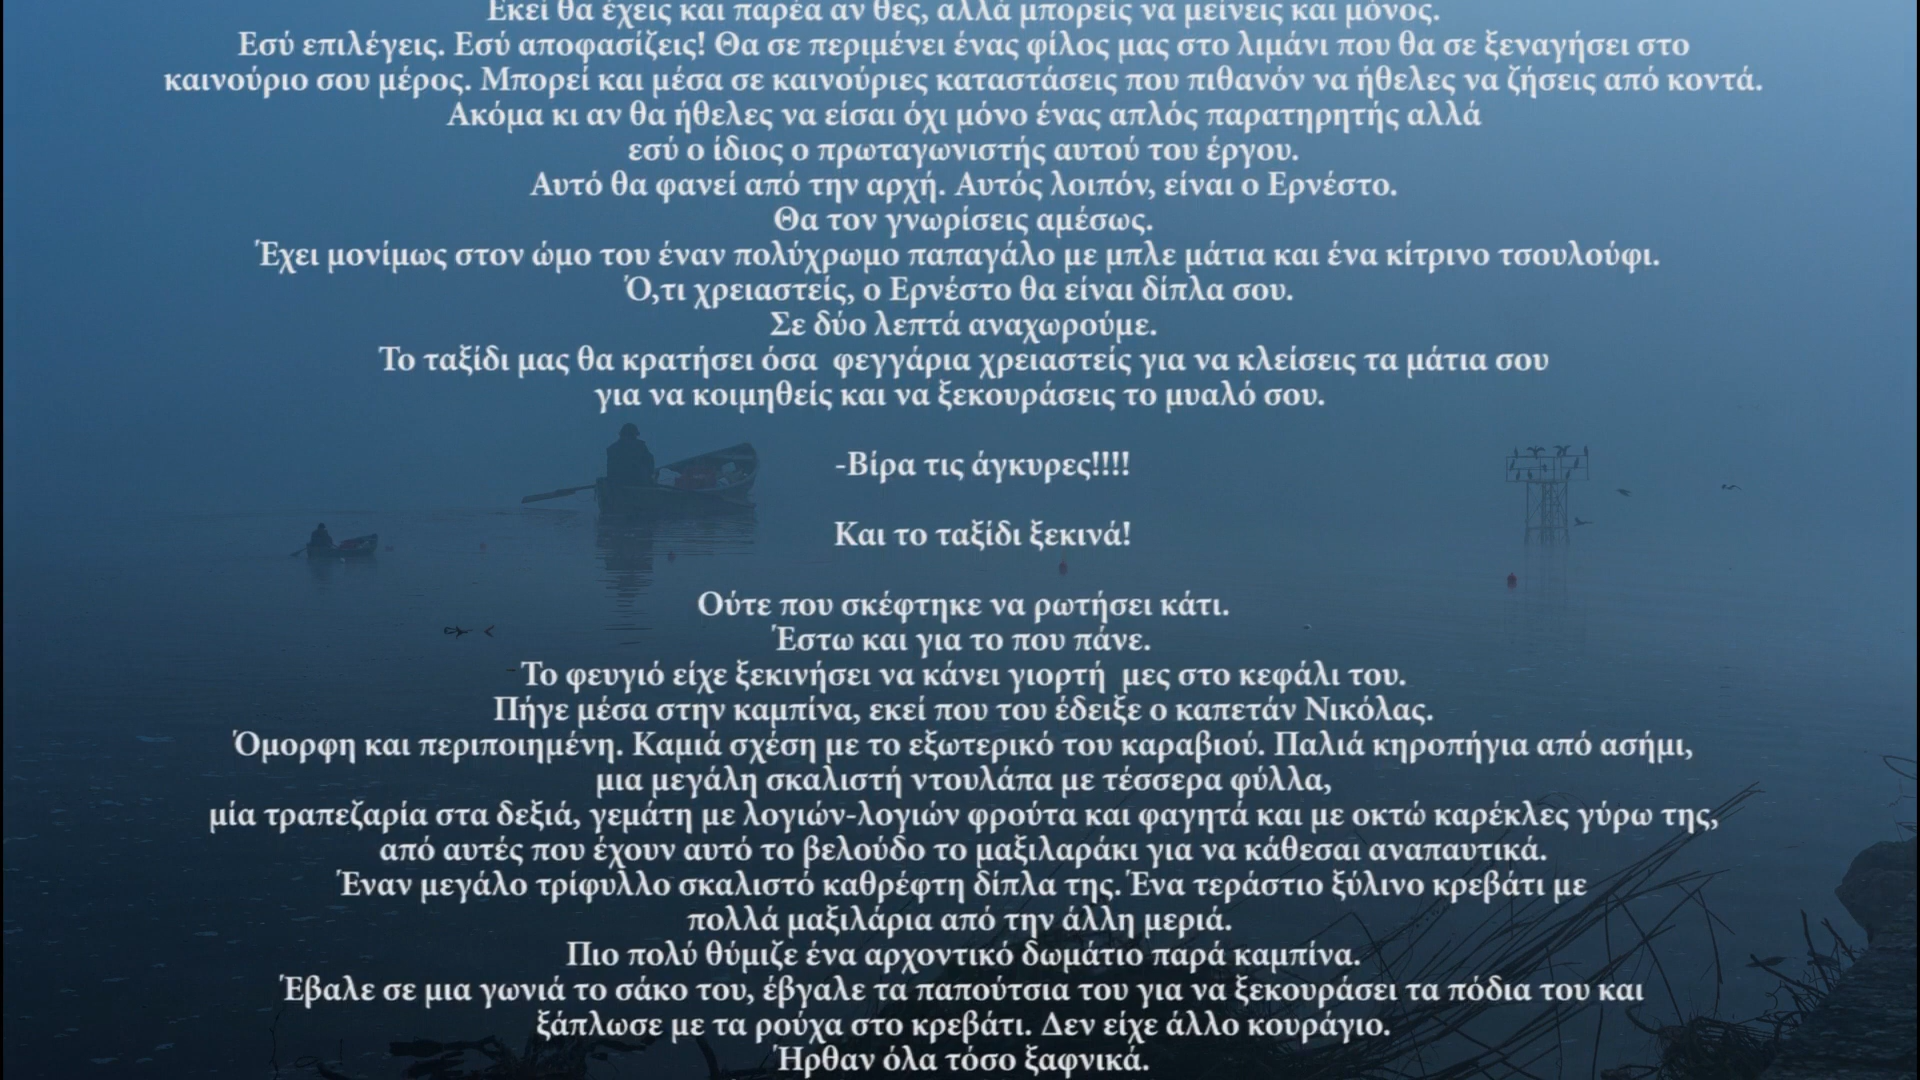 Εκεί θα έχεις και παρέα αν θες, αλλά μπορείς να μείνεις και μόνος.
Εσύ επιλέγεις. Εσύ αποφασίζεις! Θα σε περιμένει ένας φίλος μας στο λιμάνι που θα σε ξεναγήσει στο
καινούριο σου μέρος. Μπορεί και μέσα σε καινούριες καταστάσεις που πιθανόν να ήθελες να ζήσεις από κοντά.
Ακόμα κι αν θα ήθελες να είσαι όχι μόνο ένας απλός παρατηρητής αλλά
εσύ ο ίδιος ο πρωταγωνιστής αυτού του έργου.
Αυτό θα φανεί από την αρχή. Αυτός λοιπόν, είναι ο Ερνέστο.
Θα τον γνωρίσεις αμέσως.
Έχει μονίμως στον ώμο του έναν πολύχρωμο παπαγάλο με μπλε μάτια και ένα κίτρινο τσουλούφι.
Ό,τι χρειαστείς, ο Ερνέστο θα είναι δίπλα σου.
Σε δύο λεπτά αναχωρούμε.
Το ταξίδι μας θα κρατήσει όσα  φεγγάρια χρειαστείς για να κλείσεις τα μάτια σου
για να κοιμηθείς και να ξεκουράσεις το μυαλό σου.
-Βίρα τις άγκυρες!!!!
Και το ταξίδι ξεκινά!
Ούτε που σκέφτηκε να ρωτήσει κάτι.
Έστω και για το που πάνε.
Το φευγιό είχε ξεκινήσει να κάνει γιορτή  μες στο κεφάλι του.
Πήγε μέσα στην καμπίνα, εκεί που του έδειξε ο καπετάν Νικόλας.
Όμορφη και περιποιημένη. Καμιά σχέση με το εξωτερικό του καραβιού. Παλιά κηροπήγια από ασήμι,
μια μεγάλη σκαλιστή ντουλάπα με τέσσερα φύλλα,
μία τραπεζαρία στα δεξιά, γεμάτη με λογιών-λογιών φρούτα και φαγητά και με οκτώ καρέκλες γύρω της,
από αυτές που έχουν αυτό το βελούδο το μαξιλαράκι για να κάθεσαι αναπαυτικά.
Έναν μεγάλο τρίφυλλο σκαλιστό καθρέφτη δίπλα της. Ένα τεράστιο ξύλινο κρεβάτι με
πολλά μαξιλάρια από την άλλη μεριά.
Πιο πολύ θύμιζε ένα αρχοντικό δωμάτιο παρά καμπίνα.
Έβαλε σε μια γωνιά το σάκο του, έβγαλε τα παπούτσια του για να ξεκουράσει τα πόδια του και
ξάπλωσε με τα ρούχα στο κρεβάτι. Δεν είχε άλλο κουράγιο.
Ήρθαν όλα τόσο ξαφνικά.